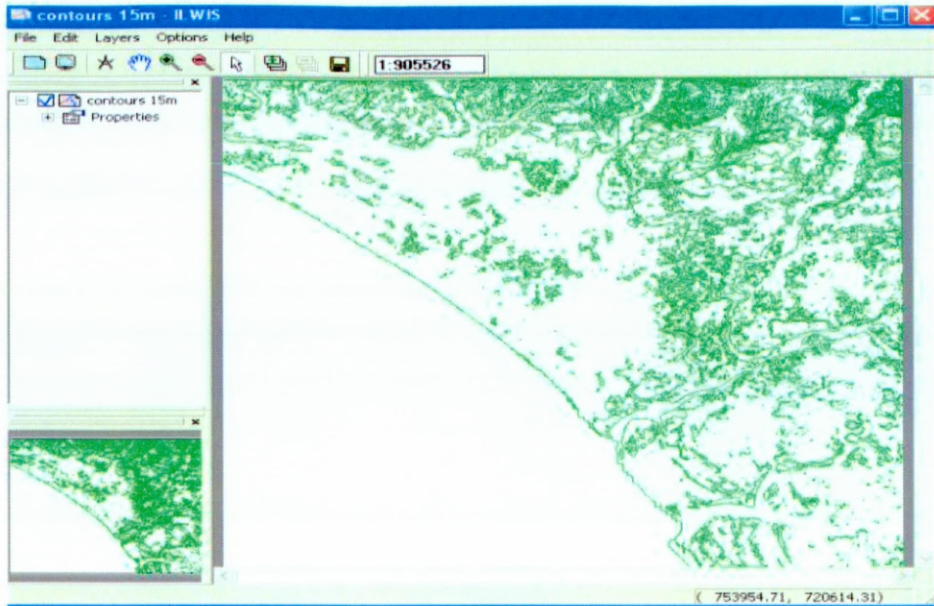 contours 15m - ILWIS
File Edit Layers Options Help
1:905526
contours 15m
Properties
( 753954.71, 720614.31)